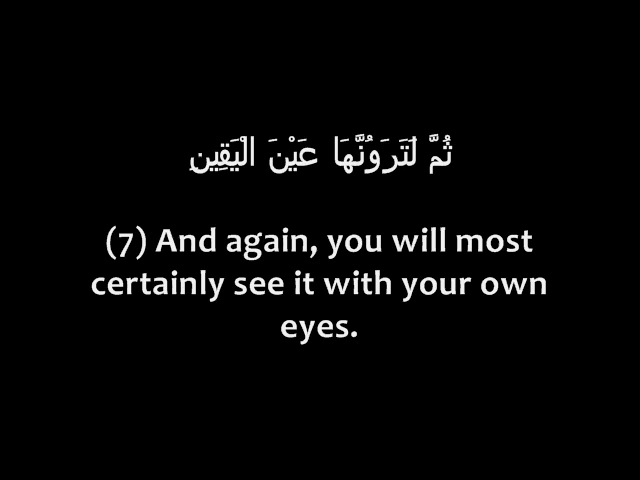 ثُمَّ لَتَرَوُنَّهَا عَيْنَ الْيَقِينِ
(7) And again, you will most
certainly see it with your own
eyes.